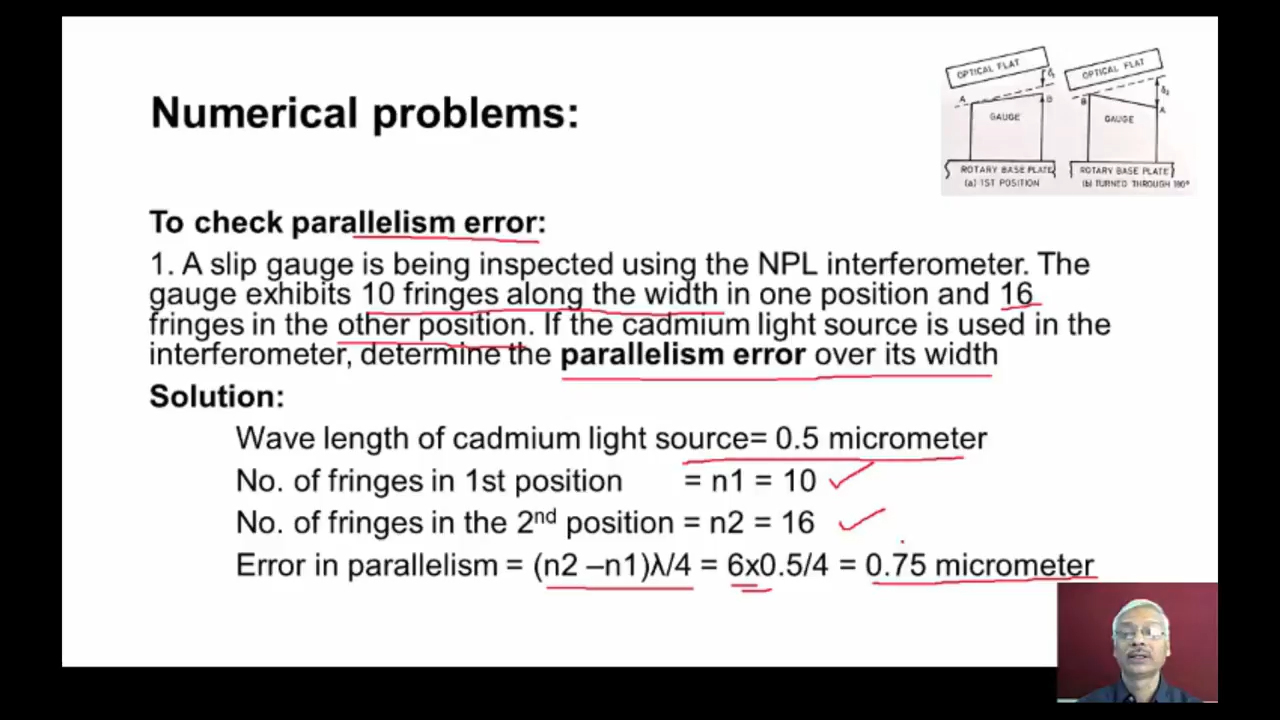 OPTICAL FLAT OPTICAL FLAT
δ₁ δ₂
A B B A
GAUGE GAUGE
ROTARY BASE PLATE ROTARY BASE PLATE
(a) 1ST POSITION (b) TURNED THROUGH 180°
Numerical problems:
To check parallelism error:
1. A slip gauge is being inspected using the NPL interferometer. The
gauge exhibits 10 fringes along the width in one position and 16
fringes in the other position. If the cadmium light source is used in the
interferometer, determine the parallelism error over its width
Solution:
Wave length of cadmium light source= 0.5 micrometer
No. of fringes in 1st position = n1 = 10
No. of fringes in the 2nd position = n2 = 16
Error in parallelism = (n2 –n1)λ/4 = 6x0.5/4 = 0.75 micrometer